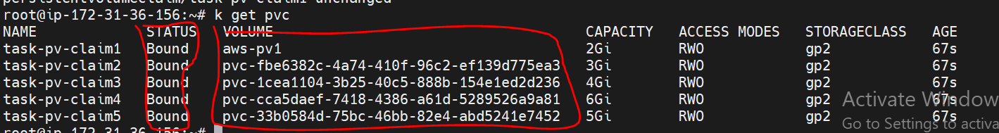 persistentvolumeclaim/task-pv-claim1 unchanged
root@ip-172-31-36-156:~# k get pvc
NAME STATUS VOLUME CAPACITY ACCESS MODES STORAGECLASS AGE
task-pv-claim1 Bound aws-pv1 2Gi RWO gp2 67s
task-pv-claim2 Bound pvc-fbe6382c-4a74-410f-96c2-ef139d775ea3 3Gi RWO gp2 67s
task-pv-claim3 Bound pvc-1cea1104-3b25-40c5-888b-154e1ed2d236 4Gi RWO gp2 67s
task-pv-claim4 Bound pvc-cca5daef-7418-4386-a61d-5289526a9a81 6Gi RWO gp2 67s
task-pv-claim5 Bound pvc-33b0584d-75bc-46bb-82e4-abd5241e7452 5Gi RWO gp2 67s
root@ip-172-31-36-156:~#
Activate Window
Go to Settings to activa